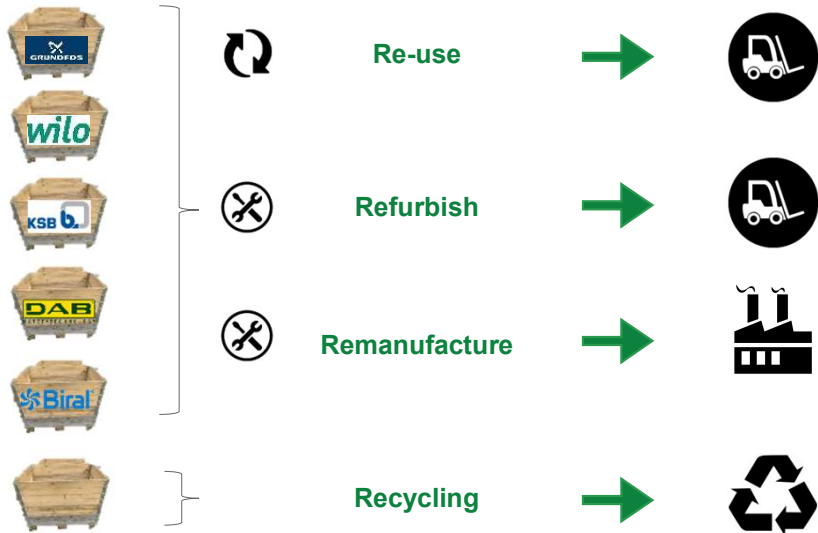 GRUNDFOS
Re-use
wilo
KSB b.
Refurbish
DAB
Remanufacture
Biral
Recycling